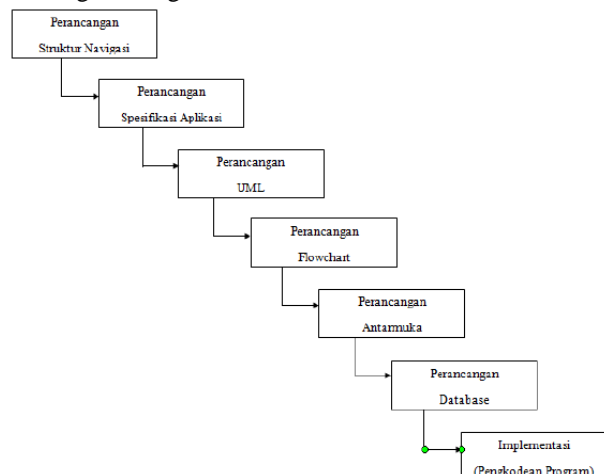 Perancangan
Struktur Navigasi
Perancangan
Spesifikasi Aplikasi
Perancangan
UML
Perancangan
Flowchart
Perancangan
Antarmuka
Perancangan
Database
Implementasi
(Pengkodean Program)